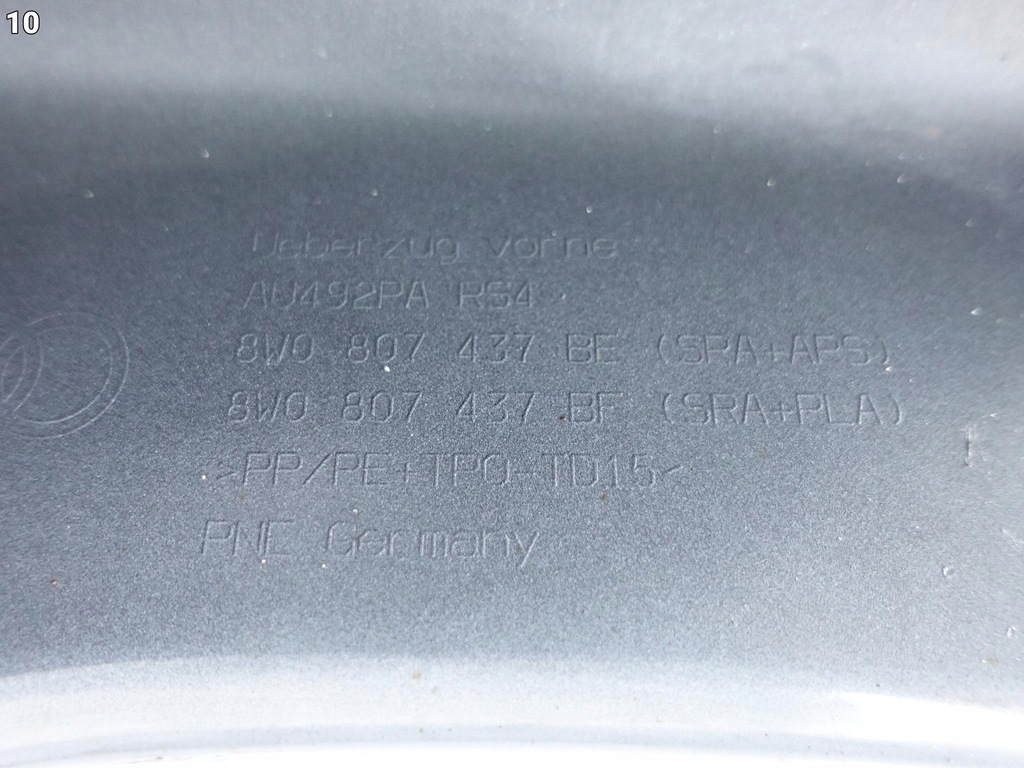 10
Ueberzug vorne
AU492PA RS4
8W0 807 437 BE (SRA+APS)
8W0 807 437 BF (SRA+PLA)
>PP/PE+TPO-TD15<
PNE Germany